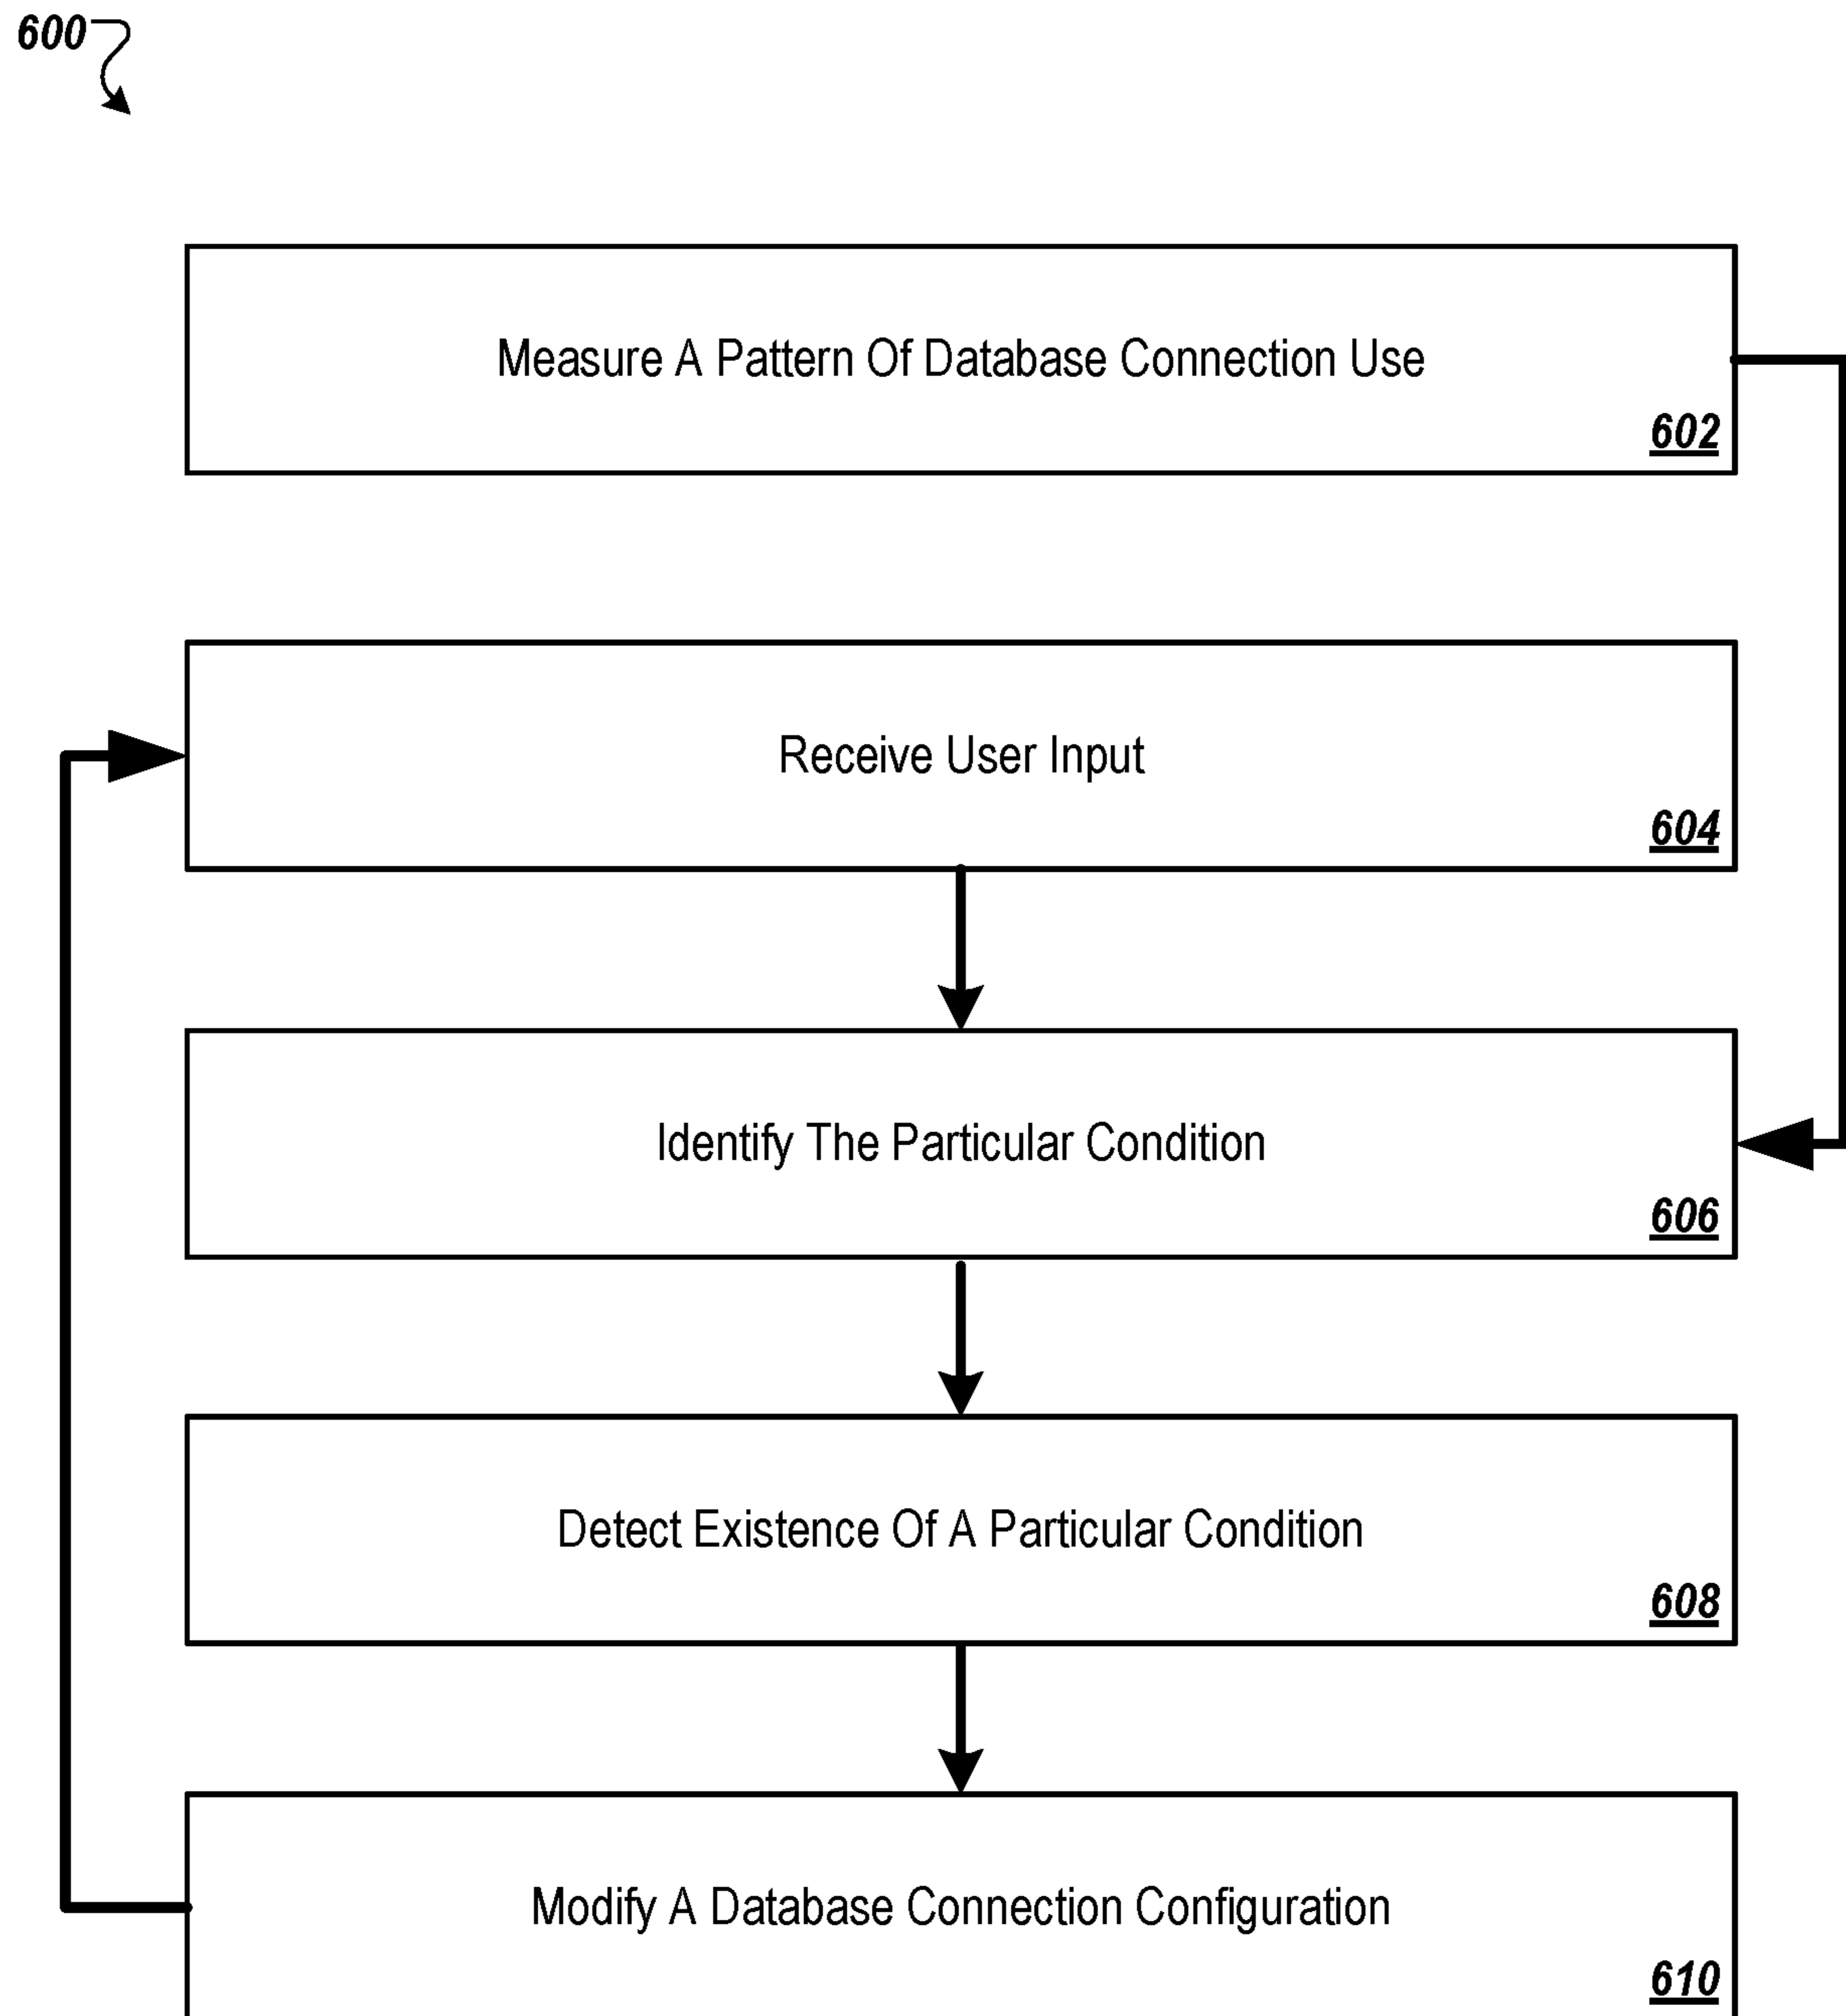 600
Measure A Pattern Of Database Connection Use
602
Receive User Input
604
Identify The Particular Condition
606
Detect Existence Of A Particular Condition
608
Modify A Database Connection Configuration
610